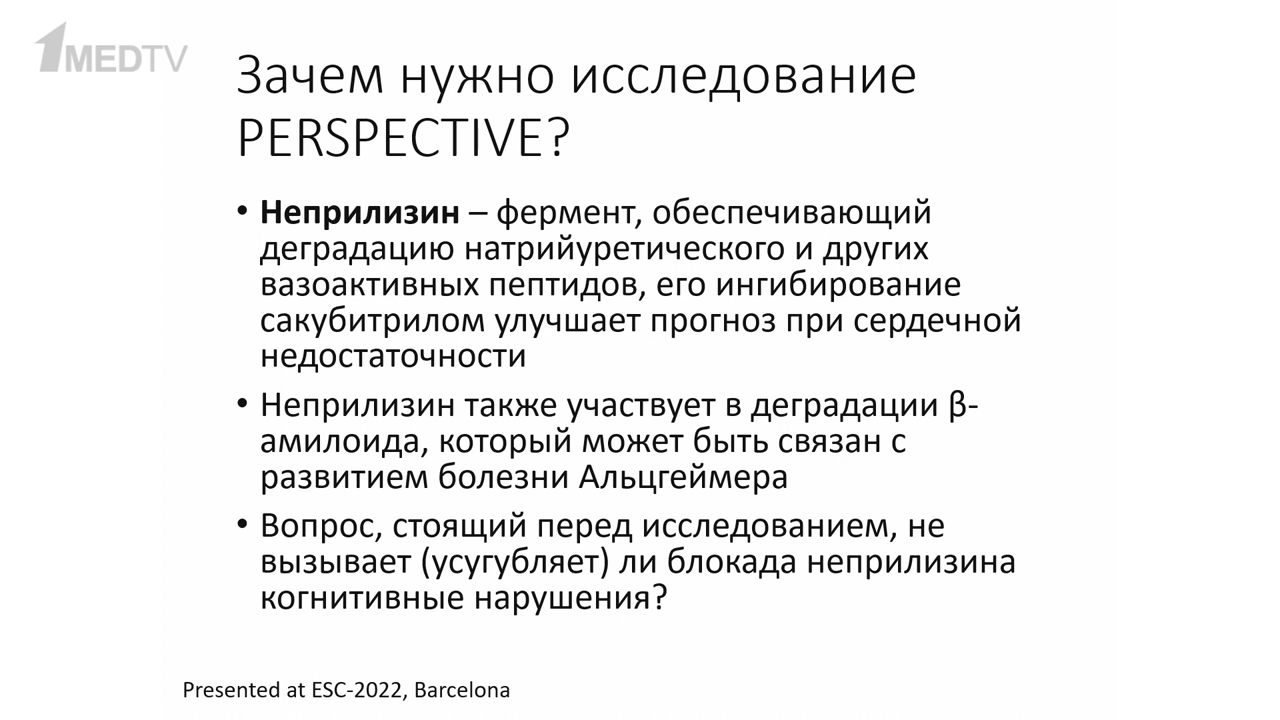 1MEDTV
Зачем нужно исследование
PERSPECTIVE?
• Неприлизин – фермент, обеспечивающий
деградацию натрийуретического и других
вазоактивных пептидов, его ингибирование
сакубитрилом улучшает прогноз при сердечной
недостаточности
• Неприлизин также участвует в деградации β-
амилоида, который может быть связан с
развитием болезни Альцгеймера
• Вопрос, стоящий перед исследованием, не
вызывает (усугубляет) ли блокада неприлизина
когнитивные нарушения?
Presented at ESC-2022, Barcelona